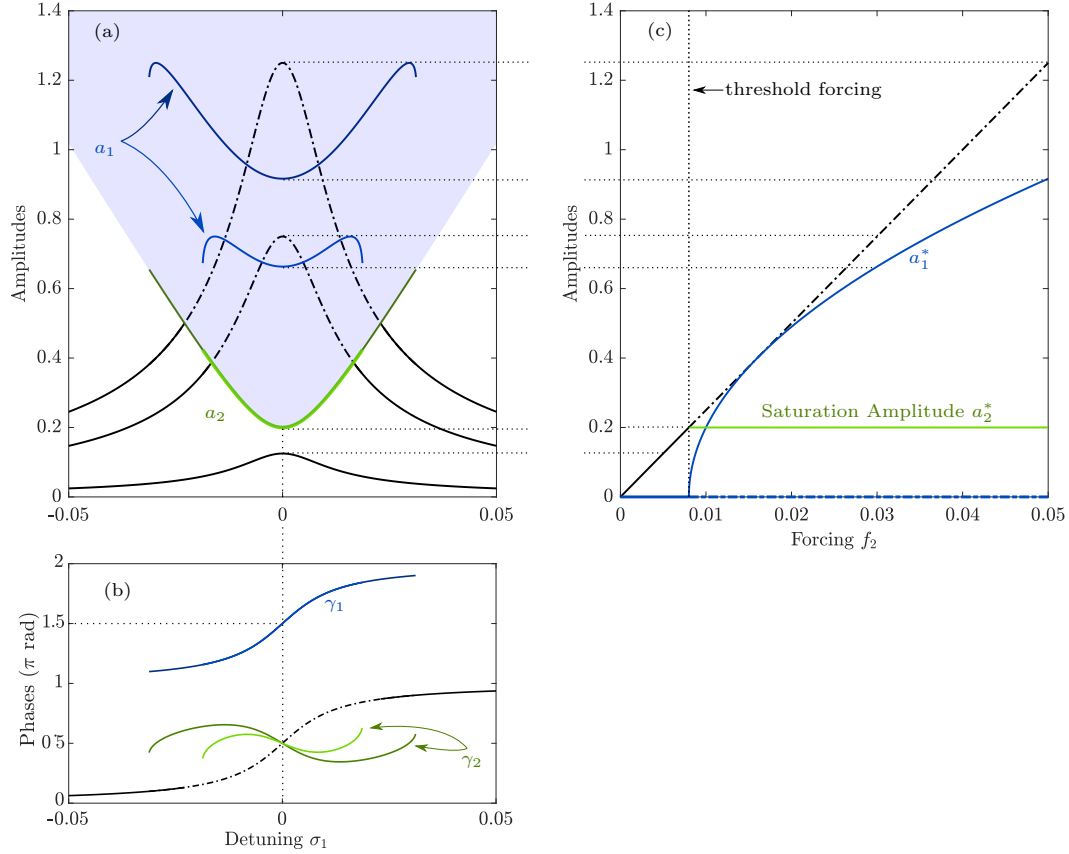 (a)
Amplitudes
1.4
1.2
1
0.8
0.6
0.4
0.2
0
a₁
a₂
-0.05
0
0.05
(c)
Amplitudes
1.4
1.2
1
0.8
0.6
0.4
0.2
0
threshold forcing
a₁*
Saturation Amplitude a₂*
0
0.01
0.02
0.03
0.04
0.05
Forcing f₂
(b)
Phases (π rad)
2
1.5
1
0.5
0
γ₁
γ₂
-0.05
0
0.05
Detuning σ₁